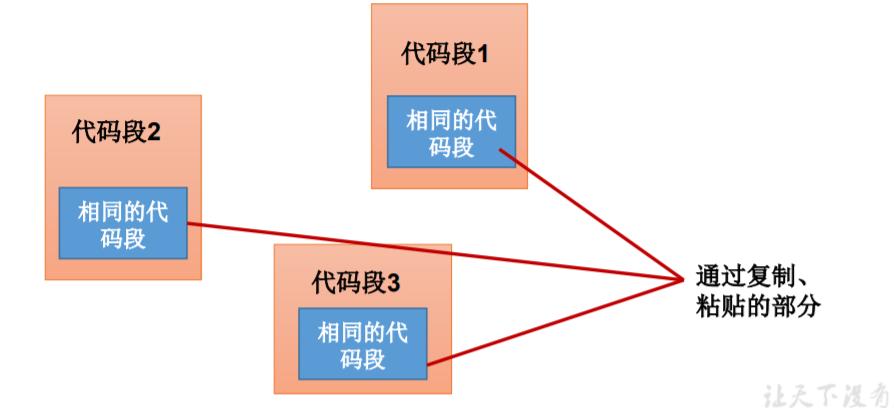 代码段1
相同的代
码段
代码段2
相同的代
码段
代码段3
相同的代
码段
通过复制、
粘贴的部分
让天下没有